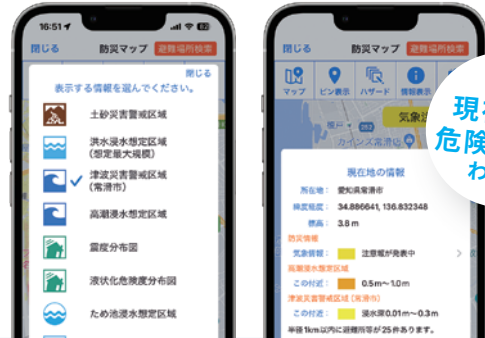 16:51
62
閉じる
防災マップ
避難場所検索
閉じる
表示する情報を選んでください。
土砂災害警戒区域
洪水浸水想定区域
(想定最大規模)
津波災害警戒区域
(常滑市)
高潮浸水想定区域
震度分布図
液状化危険度分布図
ため池浸水想定区域
閉じる
防災マップ
避難場所検索
マップ
ピン表示
ハザード
情報表示
気象
榎戸
252
カインズ常滑店
現在地の情報
所在地：
愛知県常滑市
緯度経度：
34.886641, 136.832348
標高：
3.8 m
防災情報
気象情報：
注意報が発表中
高潮浸水想定区域
この付近：
0.5m〜1.0m
津波災害警戒区域 (常滑市)
この付近：
浸水深0.01m〜0.3m
半径1km以内に避難所等が25件あります。
現
危険
わ